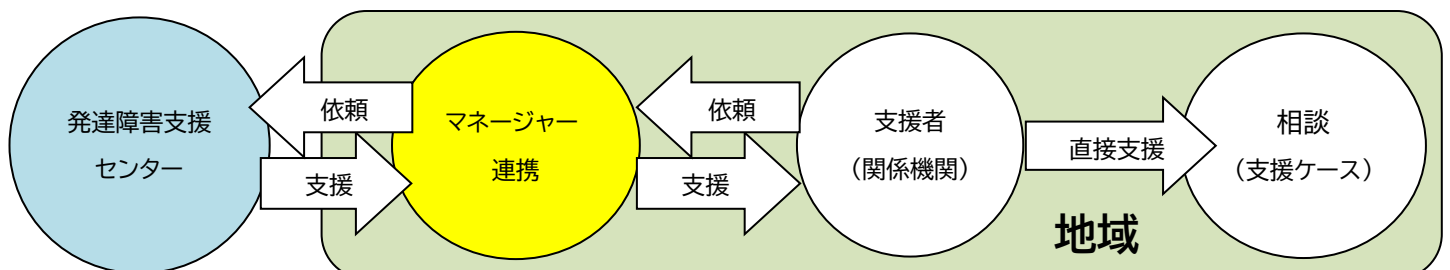 発達障害支援
センター
依頼
支援
マネージャー
連携
依頼
支援
支援者
（関係機関）
直接支援
相談
（支援ケース）
地域